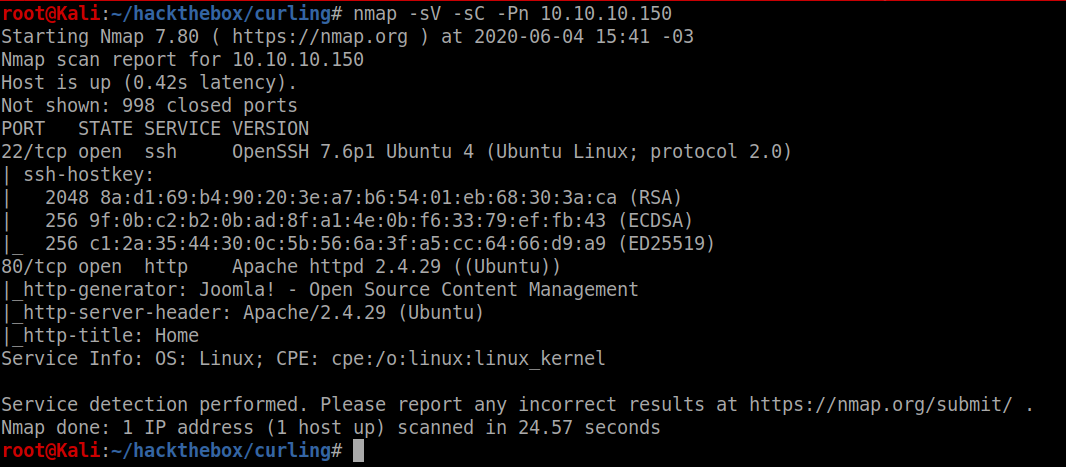 root@Kali:~/hackthebox/curling# nmap -sV -sC -Pn 10.10.10.150
Starting Nmap 7.80 ( https://nmap.org ) at 2020-06-04 15:41 -03
Nmap scan report for 10.10.10.150
Host is up (0.42s latency).
Not shown: 998 closed ports
PORT   STATE SERVICE VERSION
22/tcp open  ssh     OpenSSH 7.6p1 Ubuntu 4 (Ubuntu Linux; protocol 2.0)
| ssh-hostkey:
|   2048 8a:d1:69:b4:90:20:3e:a7:b6:54:01:eb:68:30:3a:ca (RSA)
|   256 9f:0b:c2:b2:0b:ad:8f:a1:4e:0b:f6:33:79:ef:fb:43 (ECDSA)
|_  256 c1:2a:35:44:30:0c:5b:56:6a:3f:a5:cc:64:66:d9:a9 (ED25519)
80/tcp open  http    Apache httpd 2.4.29 ((Ubuntu))
|_http-generator: Joomla! - Open Source Content Management
|_http-server-header: Apache/2.4.29 (Ubuntu)
|_http-title: Home
Service Info: OS: Linux; CPE: cpe:/o:linux:linux_kernel
Service detection performed. Please report any incorrect results at https://nmap.org/submit/ .
Nmap done: 1 IP address (1 host up) scanned in 24.57 seconds
root@Kali:~/hackthebox/curling#